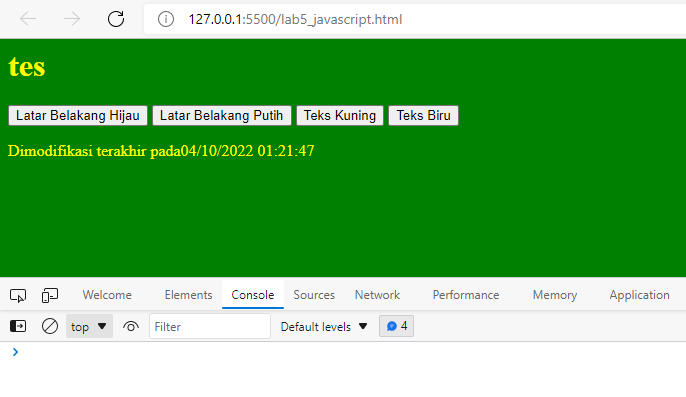 127.0.0.1:5500/lab5_javascript.html
tes
Latar Belakang Hijau Latar Belakang Putih Teks Kuning Teks Biru
Dimodifikasi terakhir pada04/10/2022 01:21:47
Welcome Elements Console Sources Network Performance Memory Application
top Filter Default levels 4